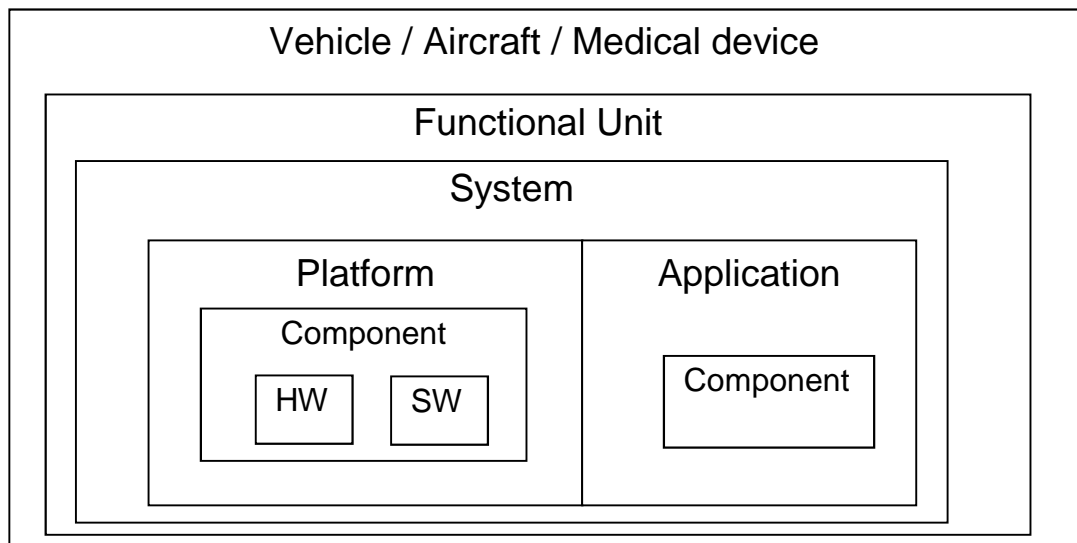 Vehicle / Aircraft / Medical device
Functional Unit
System
Platform
Application
Component
HW
SW
Component